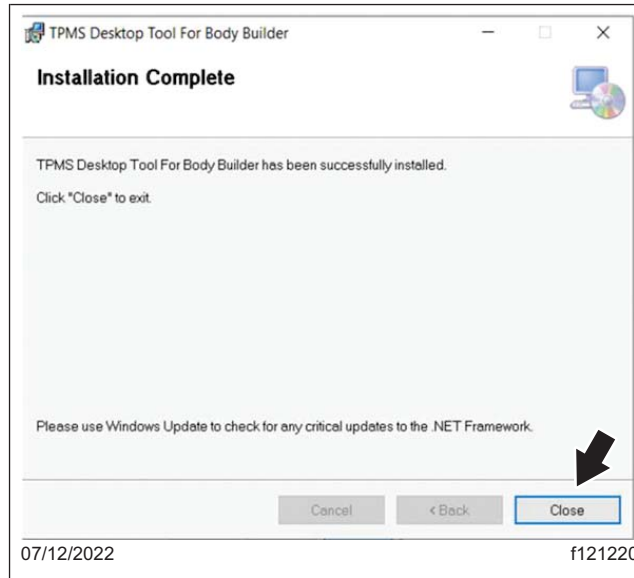 TPMS Desktop Tool For Body Builder
Installation Complete
TPMS Desktop Tool For Body Builder has been successfully installed.
Click "Close" to exit.
Please use Windows Update to check for any critical updates to the .NET Framework.
Cancel < Back Close
07/12/2022 f121220